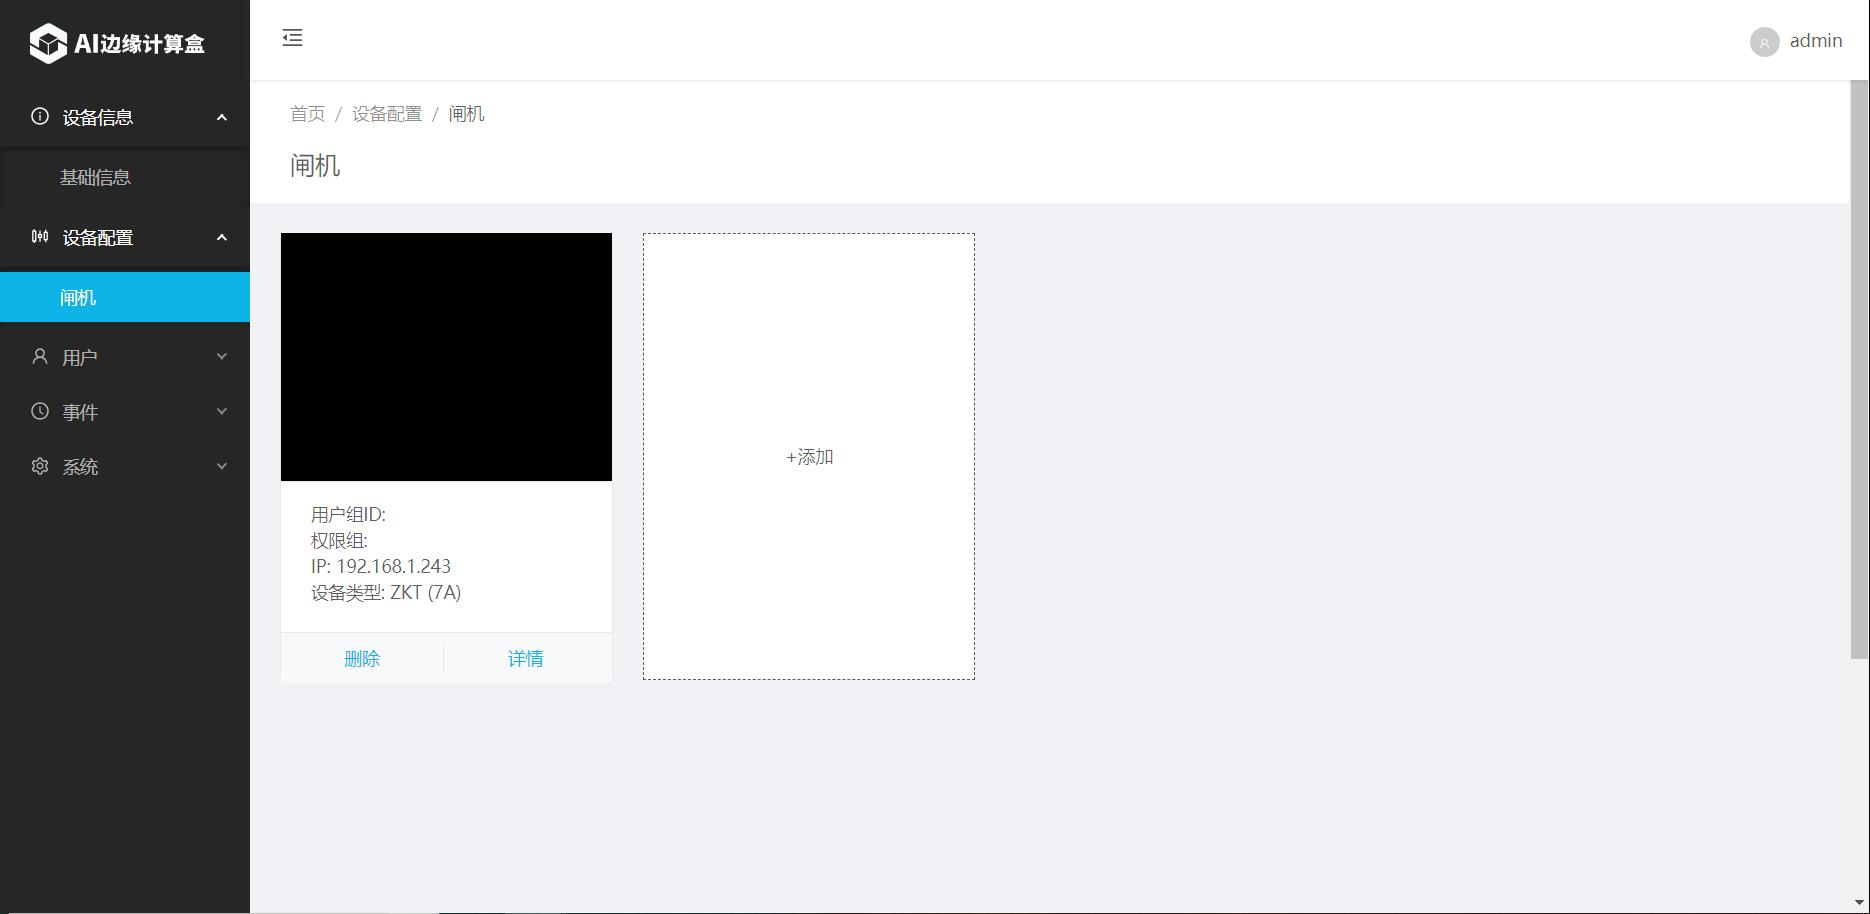 AI边缘计算盒
admin
设备信息
基础信息
设备配置
闸机
用户
事件
系统
首页 / 设备配置 / 闸机
闸机
用户组ID:
权限组:
IP: 192.168.1.243
设备类型: ZKT (7A)
删除
详情
+添加